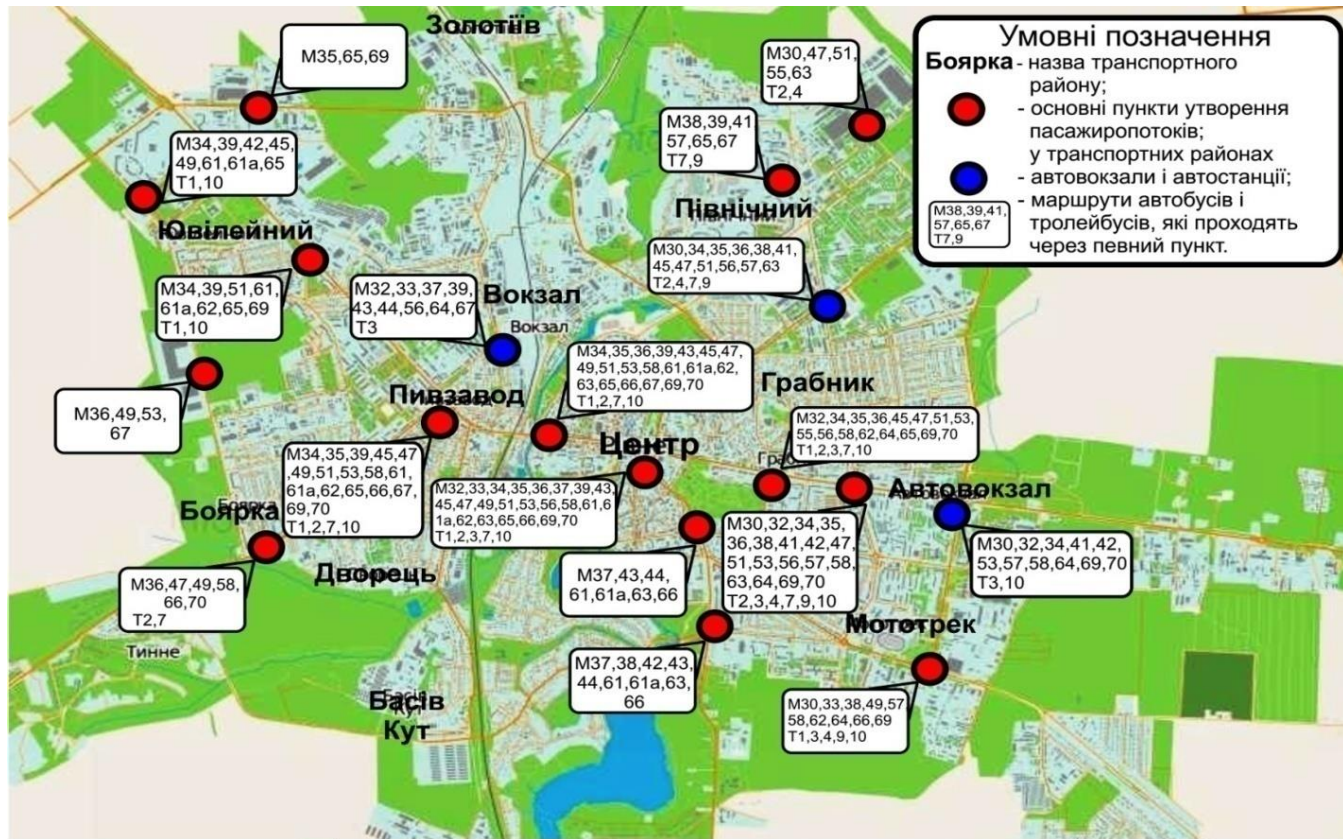 Золотіїв
М35,65,69
М34,39,42,45,
49,61,61а,65
Т1,10
Ювілейний
М34,39,51,61,
61а,62,65,69
Т1,10
М32,33,37,39,
43,44,56,64,67
Т3
Вокзал
Вокзал
М30,47,51,
55,63
Т2,4
М38,39,41
57,65,67
Т7,9
Північний
М30,34,35,36,38,41,
45,47,51,56,57,63
Т2,4,7,9
Умовні позначення
Боярка - назва транспортного
району;
- основні пункти утворення
пасажиропотоків;
у транспортних районах
- автовокзали і автостанції;
М38,39,41,
57,65,67
Т7,9
- маршрути автобусів і
тролейбусів, які проходять
через певний пункт.
М36,49,53,
67
Пивзавод
М34,35,36,39,43,45,47,
49,51,53,58,61,61а,62,
63,65,66,67,69,70
Т1,2,7,10
Грабник
М32,34,35,36,45,47,51,53,
55,56,58,62,64,65,69,70
Т1,2,3,7,10
Центр
М34,35,39,45,47
49,51,53,58,61,
61а,62,65,66,67,
69,70
Т1,2,7,10
М32,33,34,35,36,37,39,43,
45,47,49,51,53,56,58,61,6
1а,62,63,65,66,69,70
Т1,2,3,7,10
Автовокзал
Боярка
Боярка
М30,32,34,35,
36,38,41,42,47,
51,53,56,57,58,
63,64,69,70
Т2,3,4,7,9,10
М30,32,34,41,42,
53,57,58,64,69,70
Т3,10
М37,43,44,
61,61а,63,66
М36,47,49,58,
66,70
Т2,7
Дворець
Мототрек
Тинне
М37,38,42,43,
44,61,61а,63,
66
М30,33,38,49,57,
58,62,64,66,69
Т1,3,4,9,10
Басів
Кут